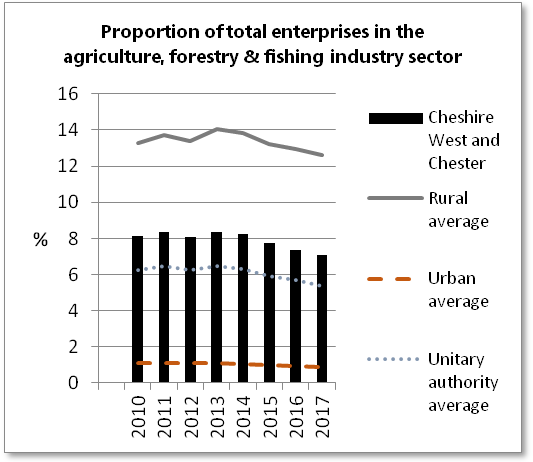 Proportion of total enterprises in the
agriculture, forestry & fishing industry sector
16
14
12
10
8
6
4
2
0
%
2010
2011
2012
2013
2014
2015
2016
2017
Cheshire
West and
Chester
Rural
average
Urban
average
Unitary
authority
average